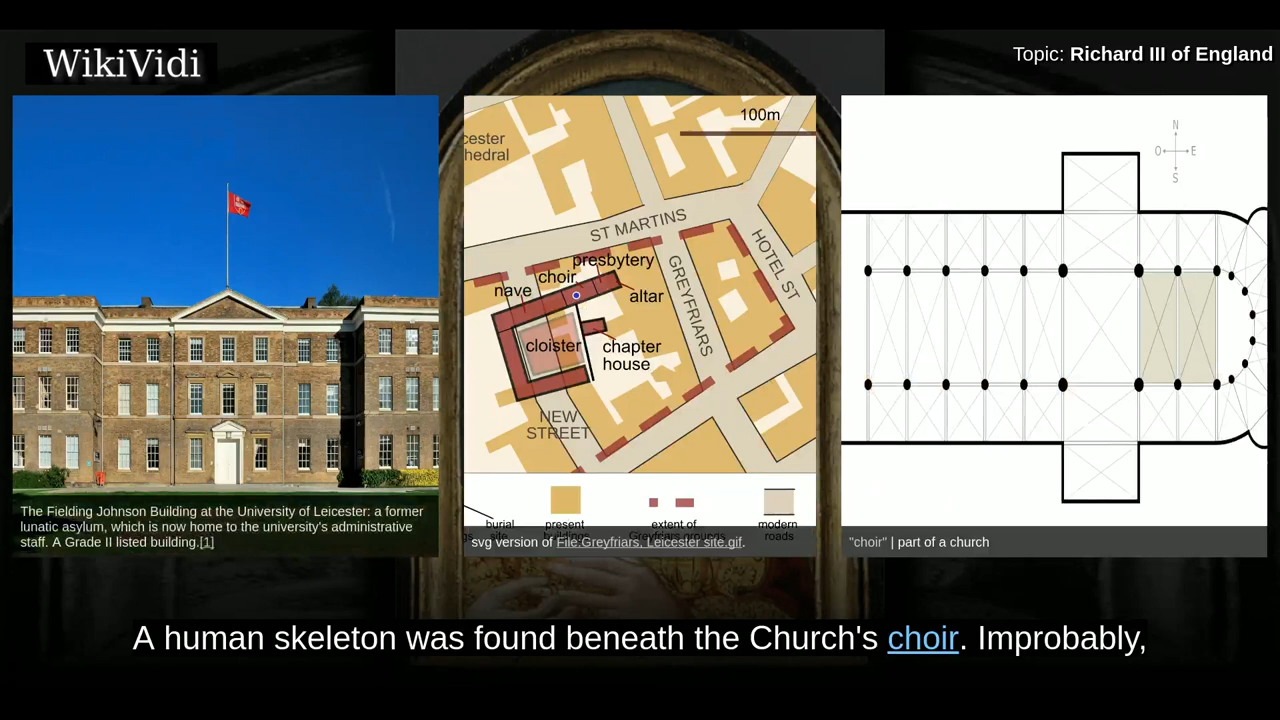 WikiVidi
Topic: Richard III of England
The Fielding Johnson Building at the University of Leicester: a former
lunatic asylum, which is now home to the university's administrative
staff. A Grade II listed building.[1]
100m
cester
hedral
ST MARTINS
HOTEL ST
GREYFRIARS
presbytery
choir
nave
altar
cloister
chapter
house
NEW
STREET
burial
site
present
buildings
extent of
Greyfriars grounds
modern
roads
svg version of File:Greyfriars, Leicester site.gif.
N
O
E
S
"choir" | part of a church
A human skeleton was found beneath the Church's choir. Improbably,